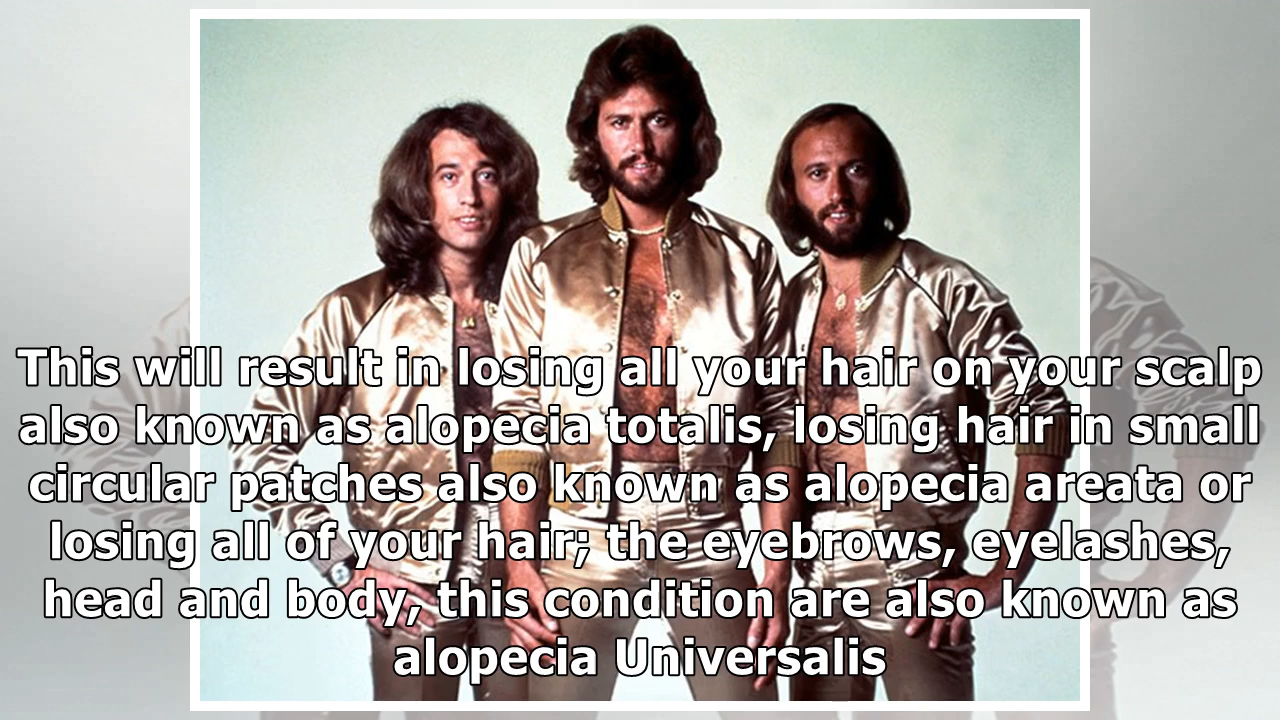 This will result in losing all your hair on your scalp
also known as alopecia totalis, losing hair in small
circular patches also known as alopecia areata or
losing all of your hair; the eyebrows, eyelashes,
head and body, this condition are also known as
alopecia Universalis